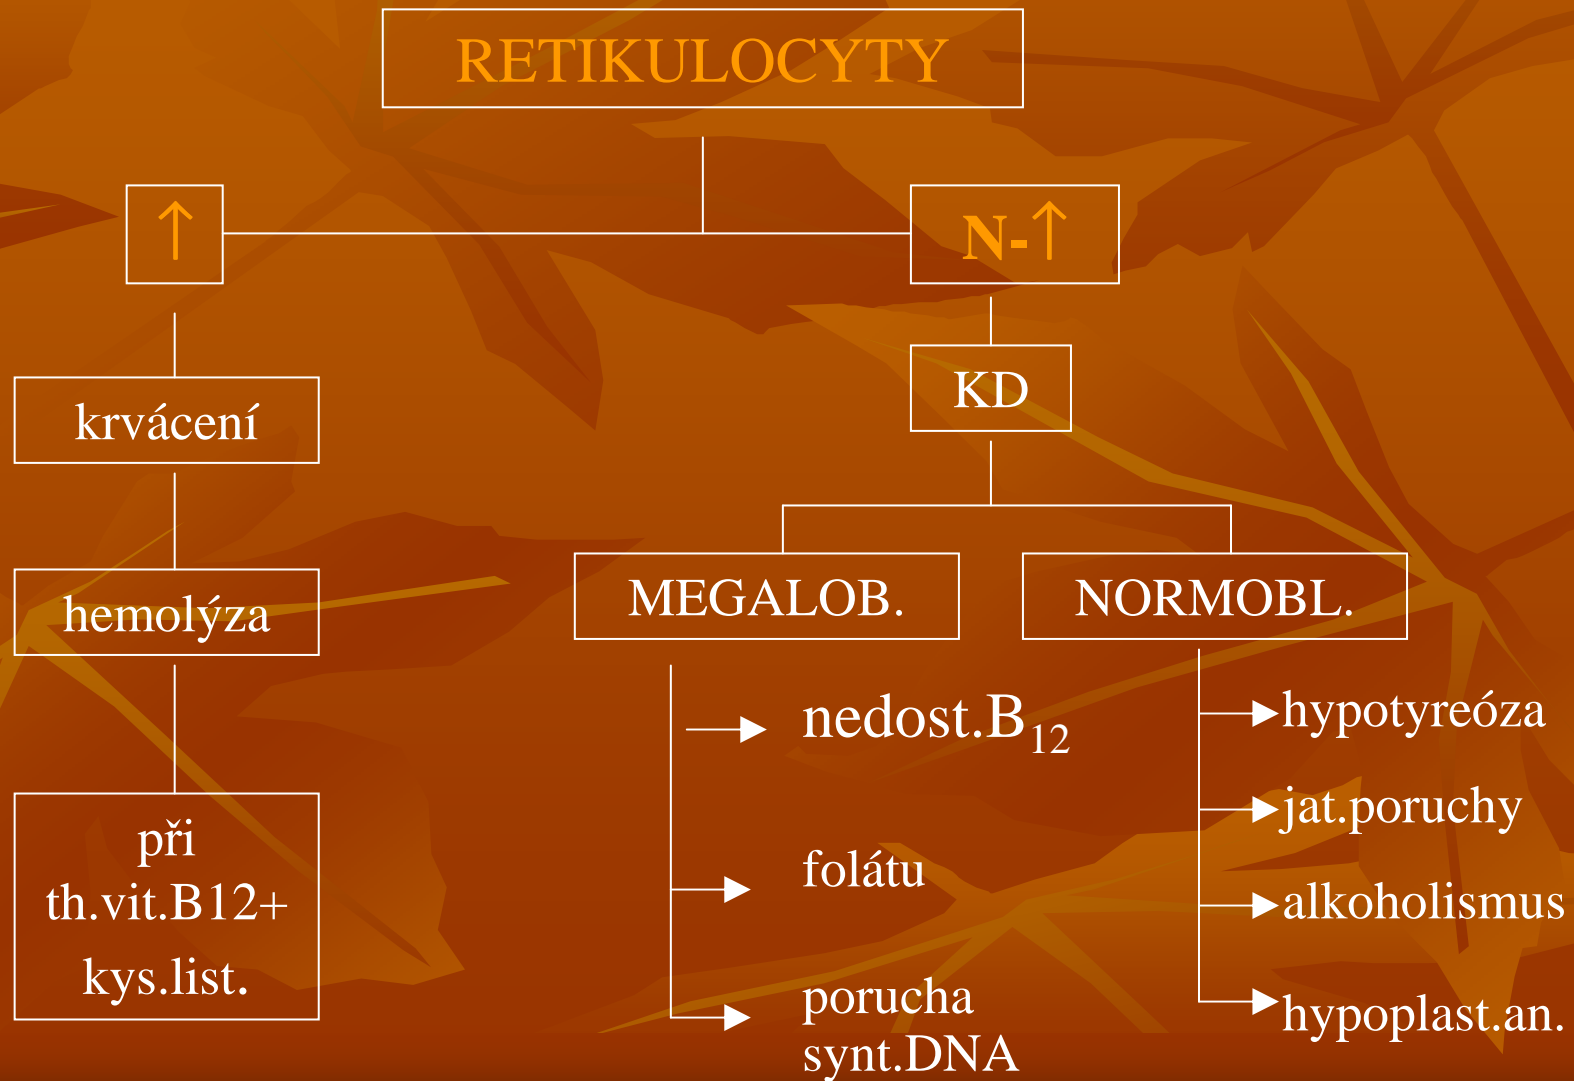 RETIKULOCYTY
↑
N-↑
krvácení
KD
hemolýza
MEGALOB.
NORMOBL.
při
th.vit.B12+
kys.list.
nedost.B₁₂
folátu
porucha
synt.DNA
hypotyreóza
jat.poruchy
alkoholismus
hypoplast.an.